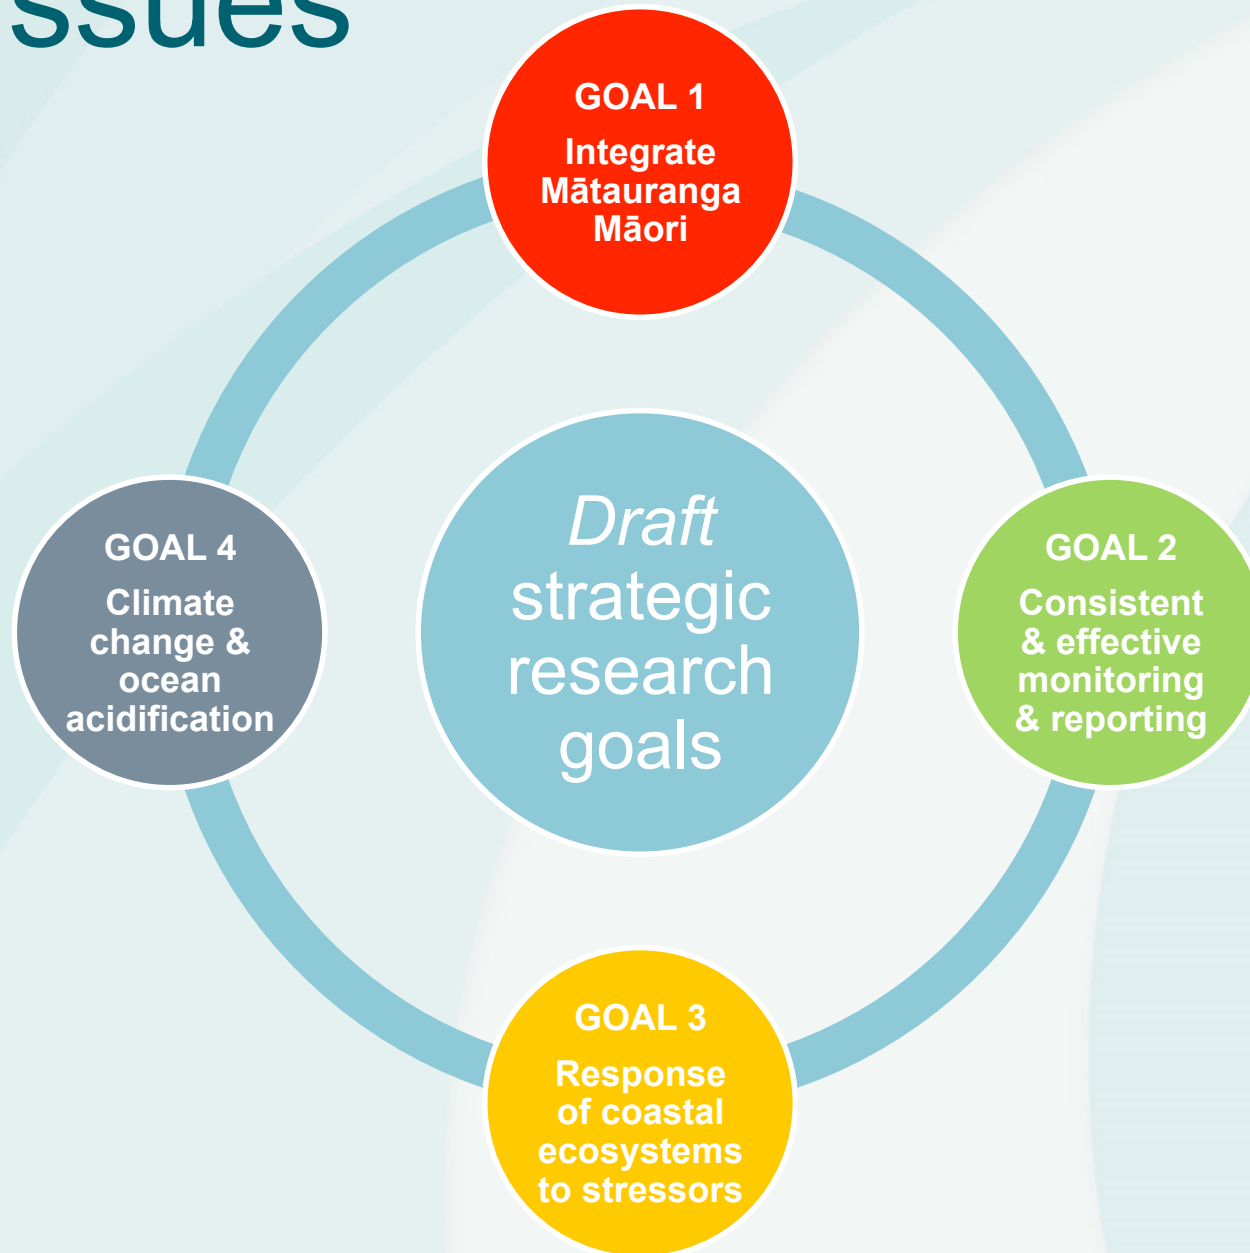 ssues
GOAL 1
Integrate
Mātauranga
Māori
Draft
strategic
research
goals
GOAL 4
Climate
change &
ocean
acidification
GOAL 2
Consistent
& effective
monitoring
& reporting
GOAL 3
Response
of coastal
ecosystems
to stressors